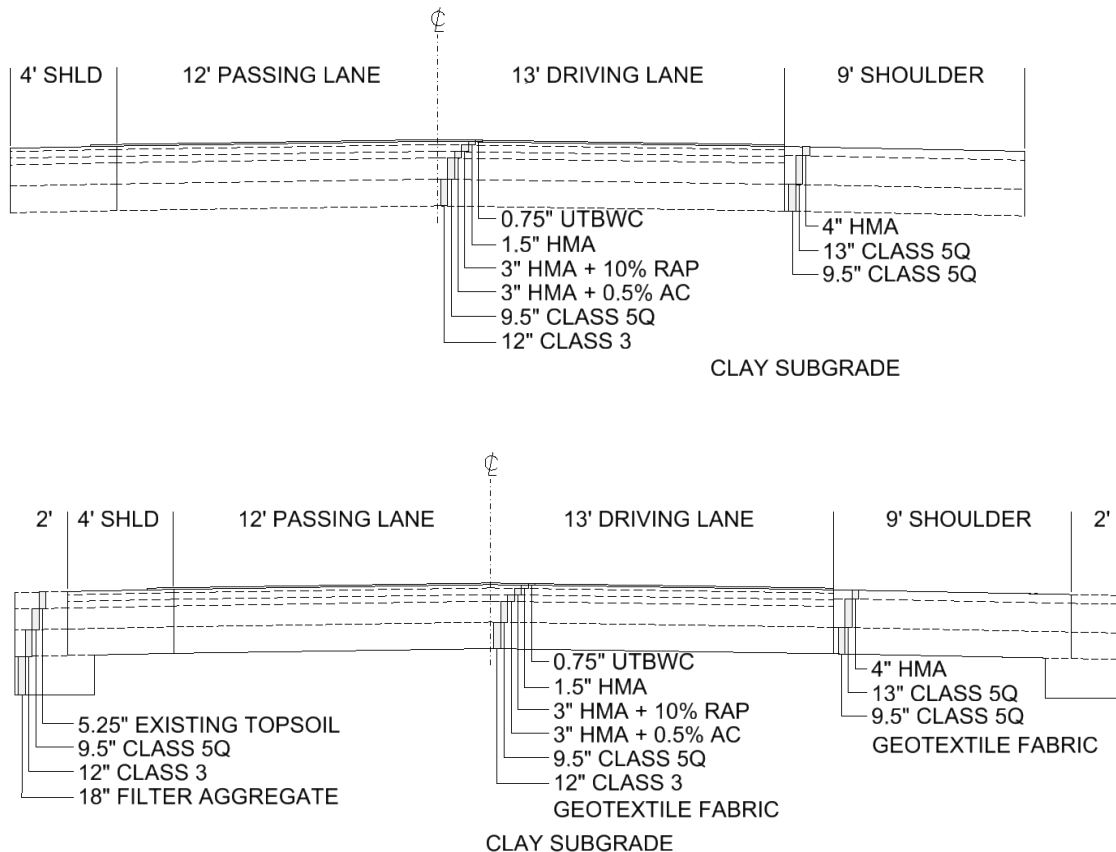 ℄
4' SHLD 12' PASSING LANE 13' DRIVING LANE 9' SHOULDER
0.75" UTBWC
1.5" HMA
3" HMA + 10% RAP
3" HMA + 0.5% AC
9.5" CLASS 5Q
12" CLASS 3
4" HMA
13" CLASS 5Q
9.5" CLASS 5Q
CLAY SUBGRADE
℄
2' 4' SHLD 12' PASSING LANE 13' DRIVING LANE 9' SHOULDER 2'
5.25" EXISTING TOPSOIL
9.5" CLASS 5Q
12" CLASS 3
18" FILTER AGGREGATE
0.75" UTBWC
1.5" HMA
3" HMA + 10% RAP
3" HMA + 0.5% AC
9.5" CLASS 5Q
12" CLASS 3
GEOTEXTILE FABRIC
4" HMA
13" CLASS 5Q
9.5" CLASS 5Q
GEOTEXTILE FABRIC
CLAY SUBGRADE